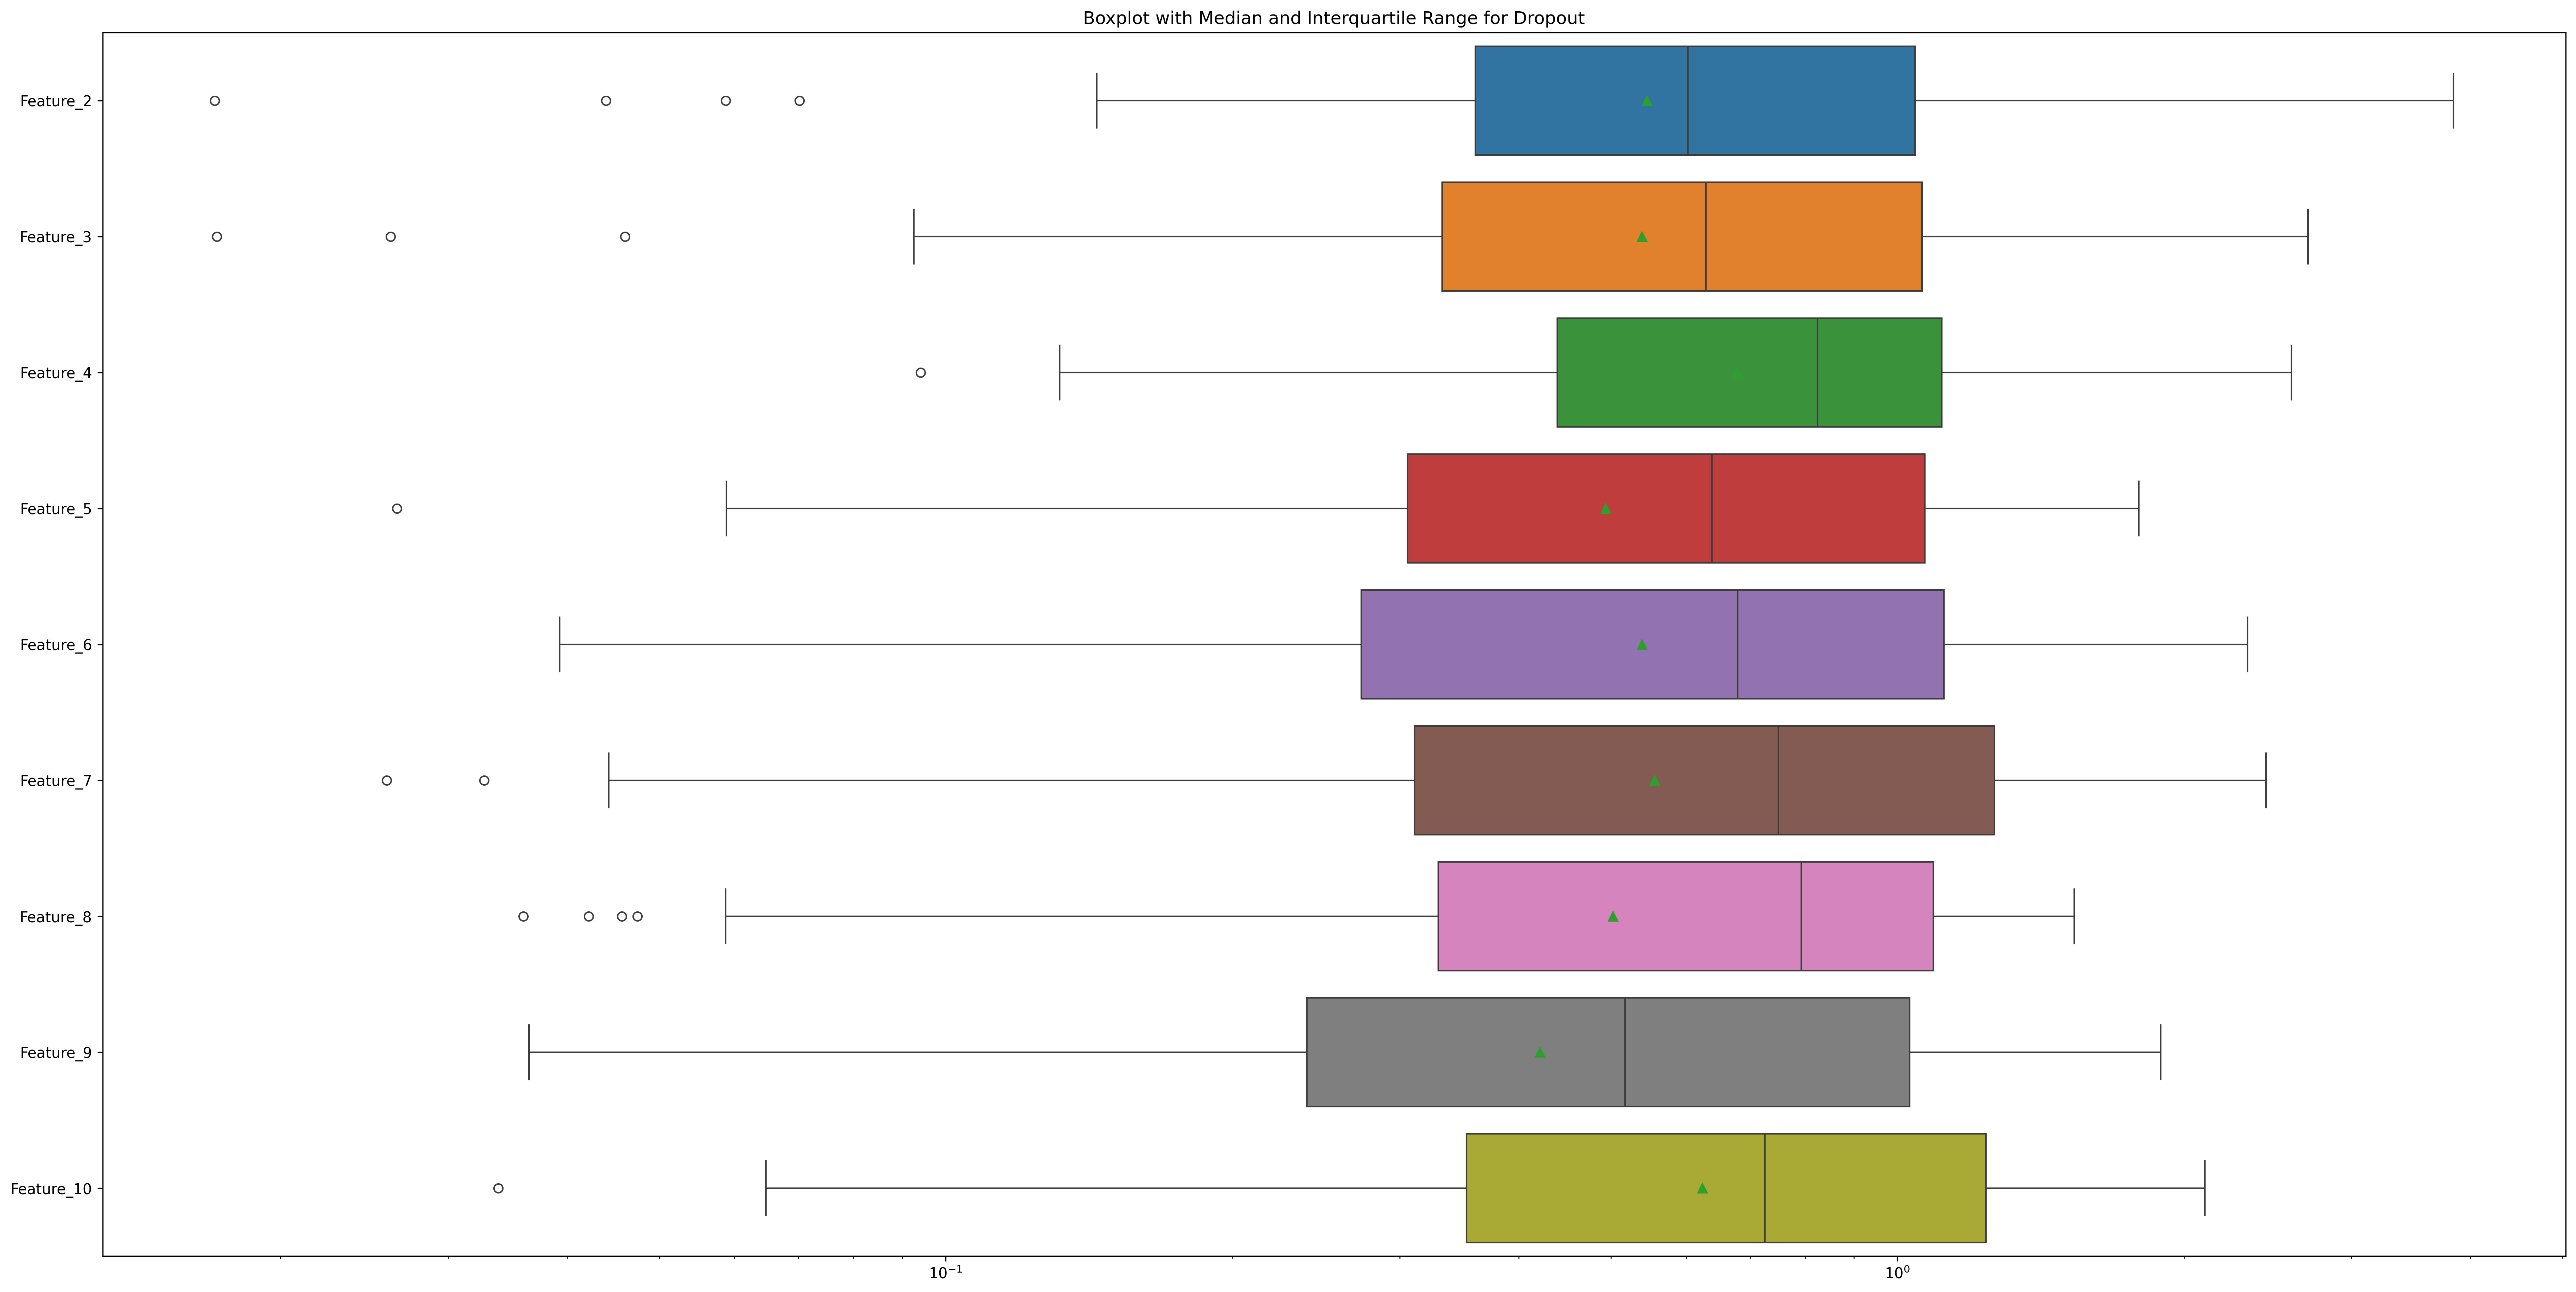 Boxplot with Median and Interquartile Range for Dropout
Feature_2
Feature_3
Feature_4
Feature_5
Feature_6
Feature_7
Feature_8
Feature_9
Feature_10
10⁻¹ 10⁰